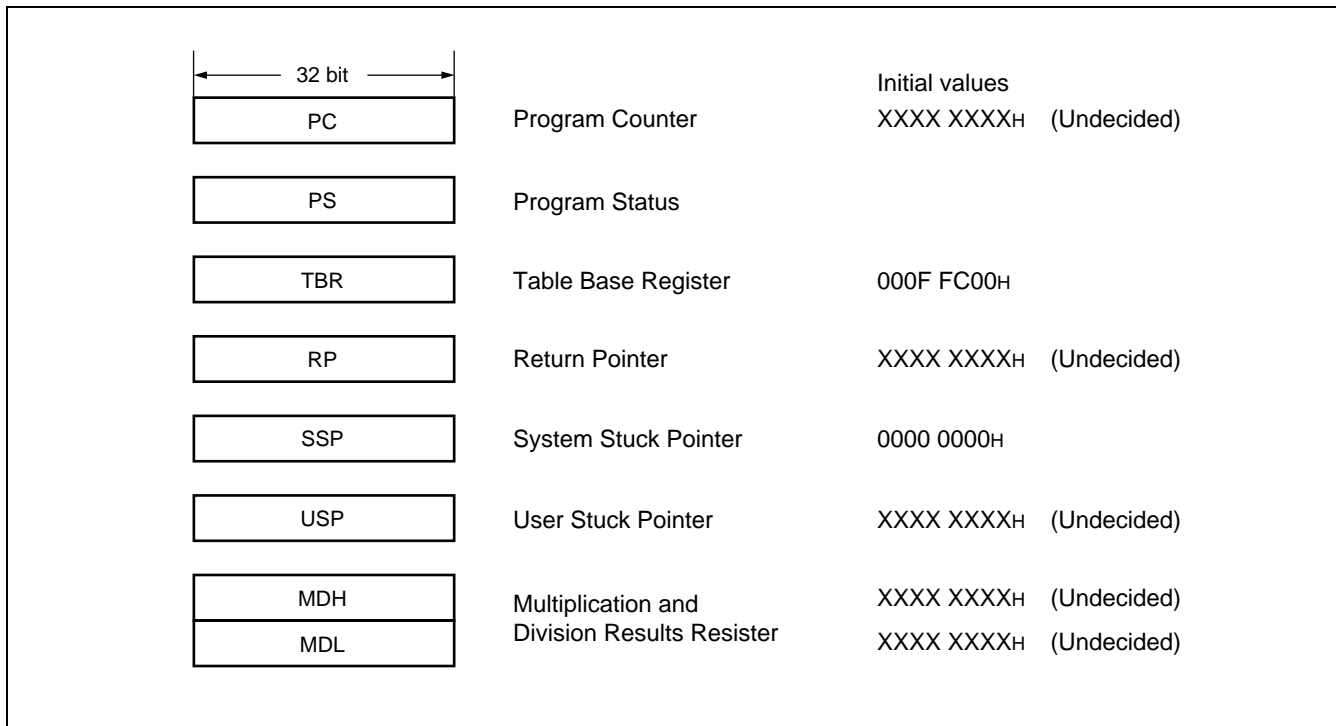 32 bit
Initial values
PC Program Counter XXXX XXXXH (Undecided)
PS Program Status
TBR Table Base Register 000F FC00H
RP Return Pointer XXXX XXXXH (Undecided)
SSP System Stuck Pointer 0000 0000H
USP User Stuck Pointer XXXX XXXXH (Undecided)
MDH Multiplication and XXXX XXXXH (Undecided)
MDL Division Results Resister XXXX XXXXH (Undecided)